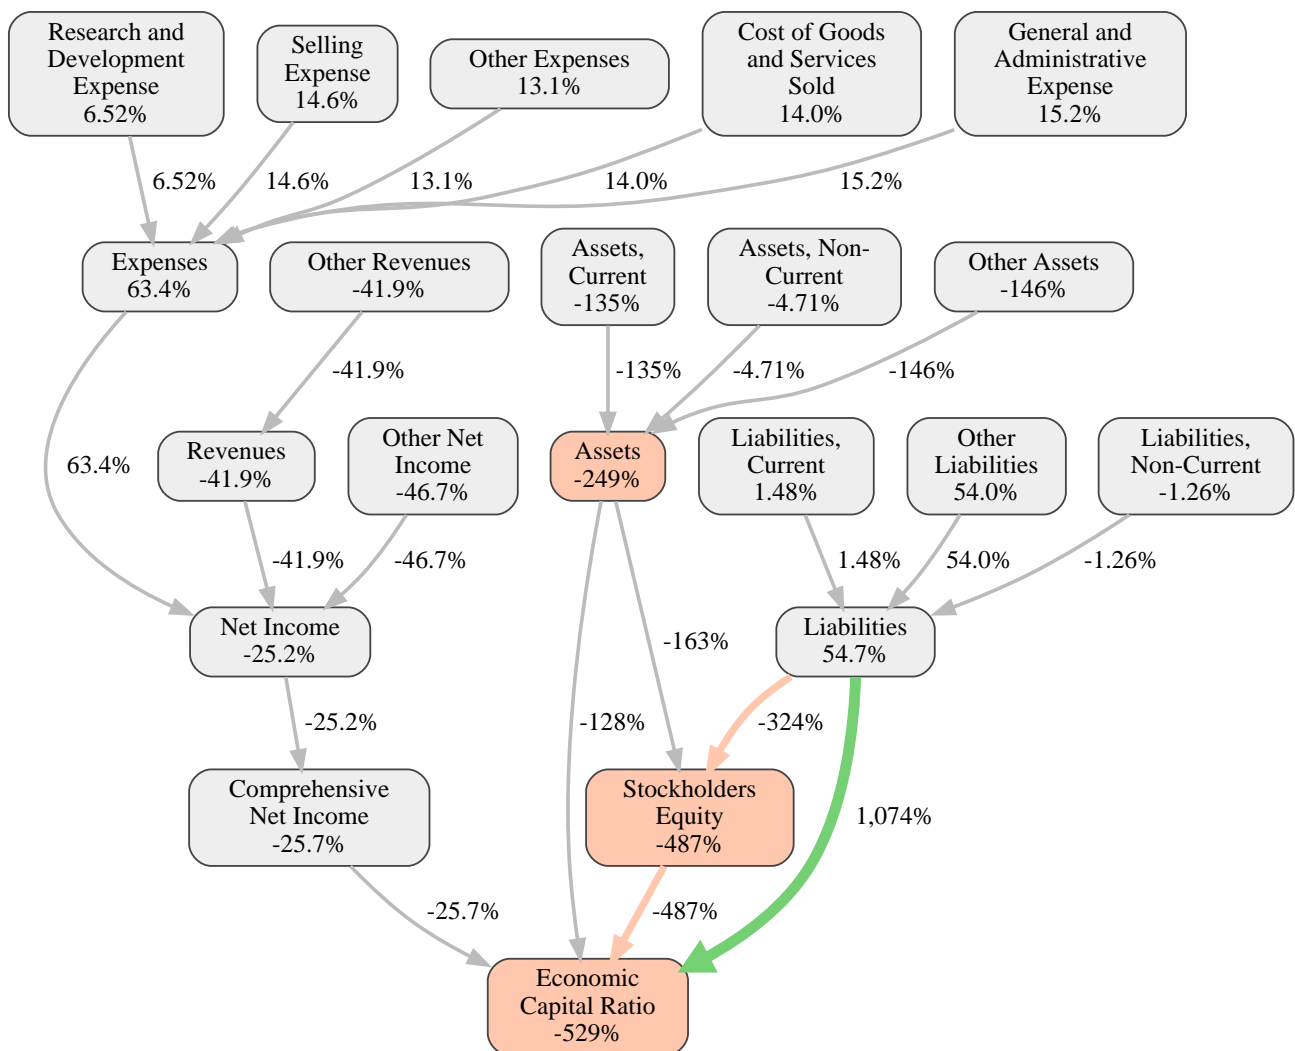 Research and
Development
Expense
6.52%
Selling
Expense
14.6%
Other Expenses
13.1%
Cost of Goods
and Services
Sold
14.0%
General and
Administrative
Expense
15.2%
6.52%
14.6%
13.1%
14.0%
15.2%
Expenses
63.4%
Other Revenues
-41.9%
Assets,
Current
-135%
Assets, Non-
Current
-4.71%
Other Assets
-146%
-41.9%
-135%
-4.71%
-146%
63.4%
Revenues
-41.9%
Other Net
Income
-46.7%
Assets
-249%
Liabilities,
Current
1.48%
Other
Liabilities
54.0%
Liabilities,
Non-Current
-1.26%
-41.9%
-46.7%
1.48%
54.0%
-1.26%
Net Income
-25.2%
-163%
Liabilities
54.7%
-25.2%
-128%
-324%
Comprehensive
Net Income
-25.7%
Stockholders
Equity
-487%
1,074%
-25.7%
-487%
Economic
Capital Ratio
-529%